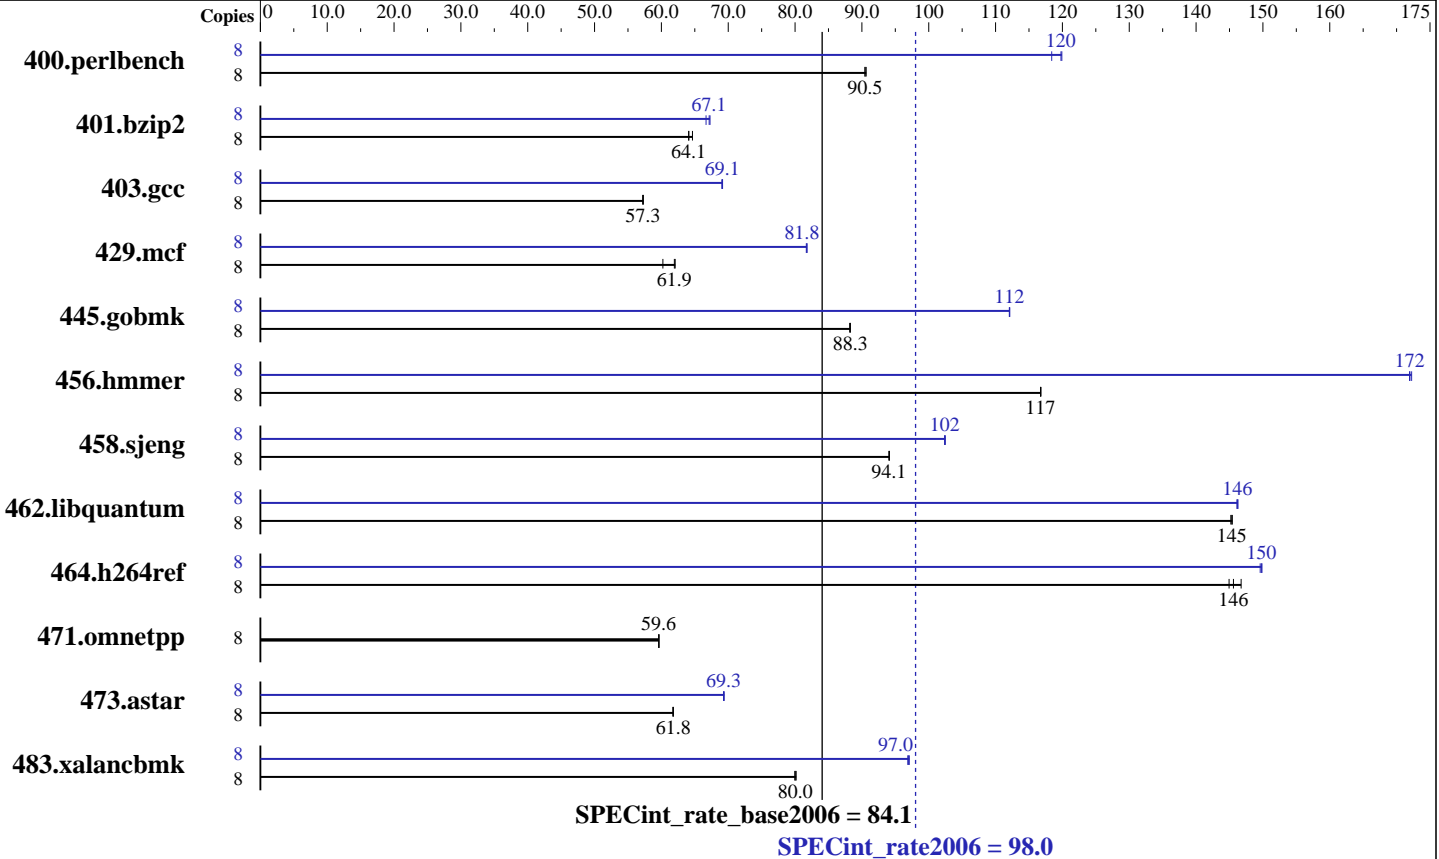 Copies 0 10.0 20.0 30.0 40.0 50.0 60.0 70.0 80.0 90.0 100 110 120 130 140 150 160 175
400.perlbench 8 120
8 90.5
401.bzip2 8 67.1
8 64.1
403.gcc 8 69.1
8 57.3
429.mcf 8 81.8
8 61.9
445.gobmk 8 112
8 88.3
456.hmmer 8 172
8 117
458.sjeng 8 102
8 94.1
462.libquantum 8 146
8 145
464.h264ref 8 150
8 146
471.omnetpp 8 59.6
473.astar 8 69.3
8 61.8
483.xalancbmk 8 97.0
8 80.0
SPECint_rate_base2006 = 84.1
SPECint_rate2006 = 98.0